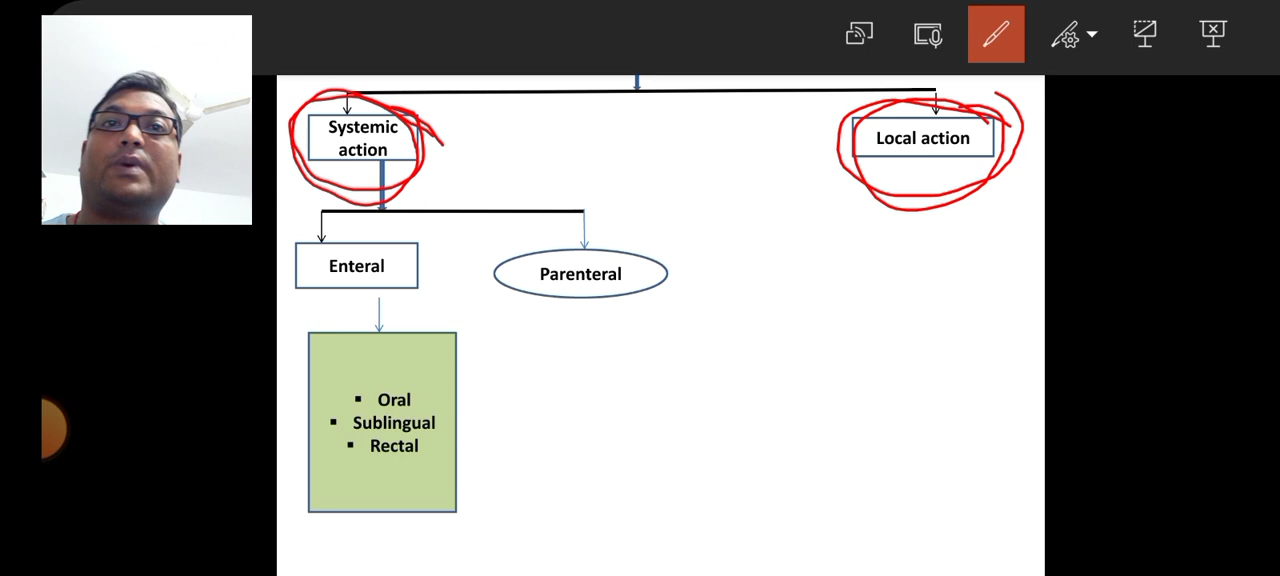 Systemic
action
Local action
Enteral
Parenteral
▪ Oral
▪ Sublingual
▪ Rectal